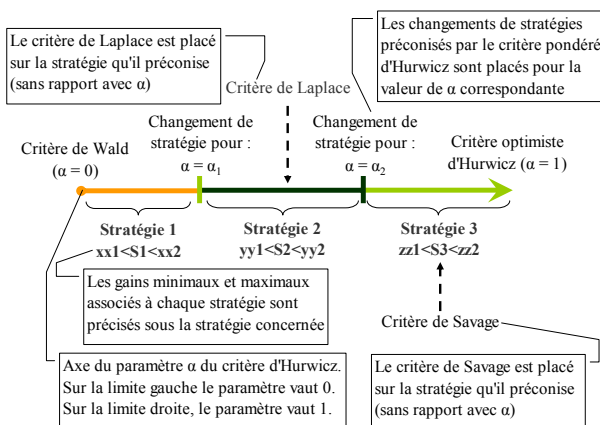 Le critère de Laplace est placé
sur la stratégie qu'il préconise
(sans rapport avec α)
Les changements de stratégies
préconisés par le critère pondéré
d'Hurwicz sont placés pour la
valeur de α correspondante
Critère de Laplace
Critère de Wald
(α = 0)
Changement de
stratégie pour :
α = α1
Changement de
stratégie pour :
α = α2
Critère optimiste
d'Hurwicz (α = 1)
Stratégie 1
xx1<S1<xx2
Stratégie 2
yy1<S2<yy2
Stratégie 3
zz1<S3<zz2
Les gains minimaux et maximaux
associés à chaque stratégie sont
précisés sous la stratégie concernée
Critère de Savage
Axe du paramètre α du critère d'Hurwicz.
Sur la limite gauche le paramètre vaut 0.
Sur la limite droite, le paramètre vaut 1.
Le critère de Savage est placé
sur la stratégie qu'il préconise
(sans rapport avec α)